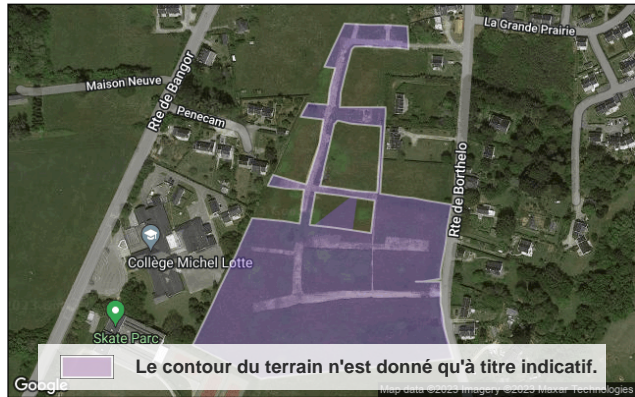 La Grande Prairie
Maison Neuve
Rte de Bangor
Penecam
Rte de Borthelo
Collège Michel Lotte
Skate Parc
Le contour du terrain n'est donné qu'à titre indicatif.
Google
Map data ©2023 Imagery ©2023 Maxar Technologies